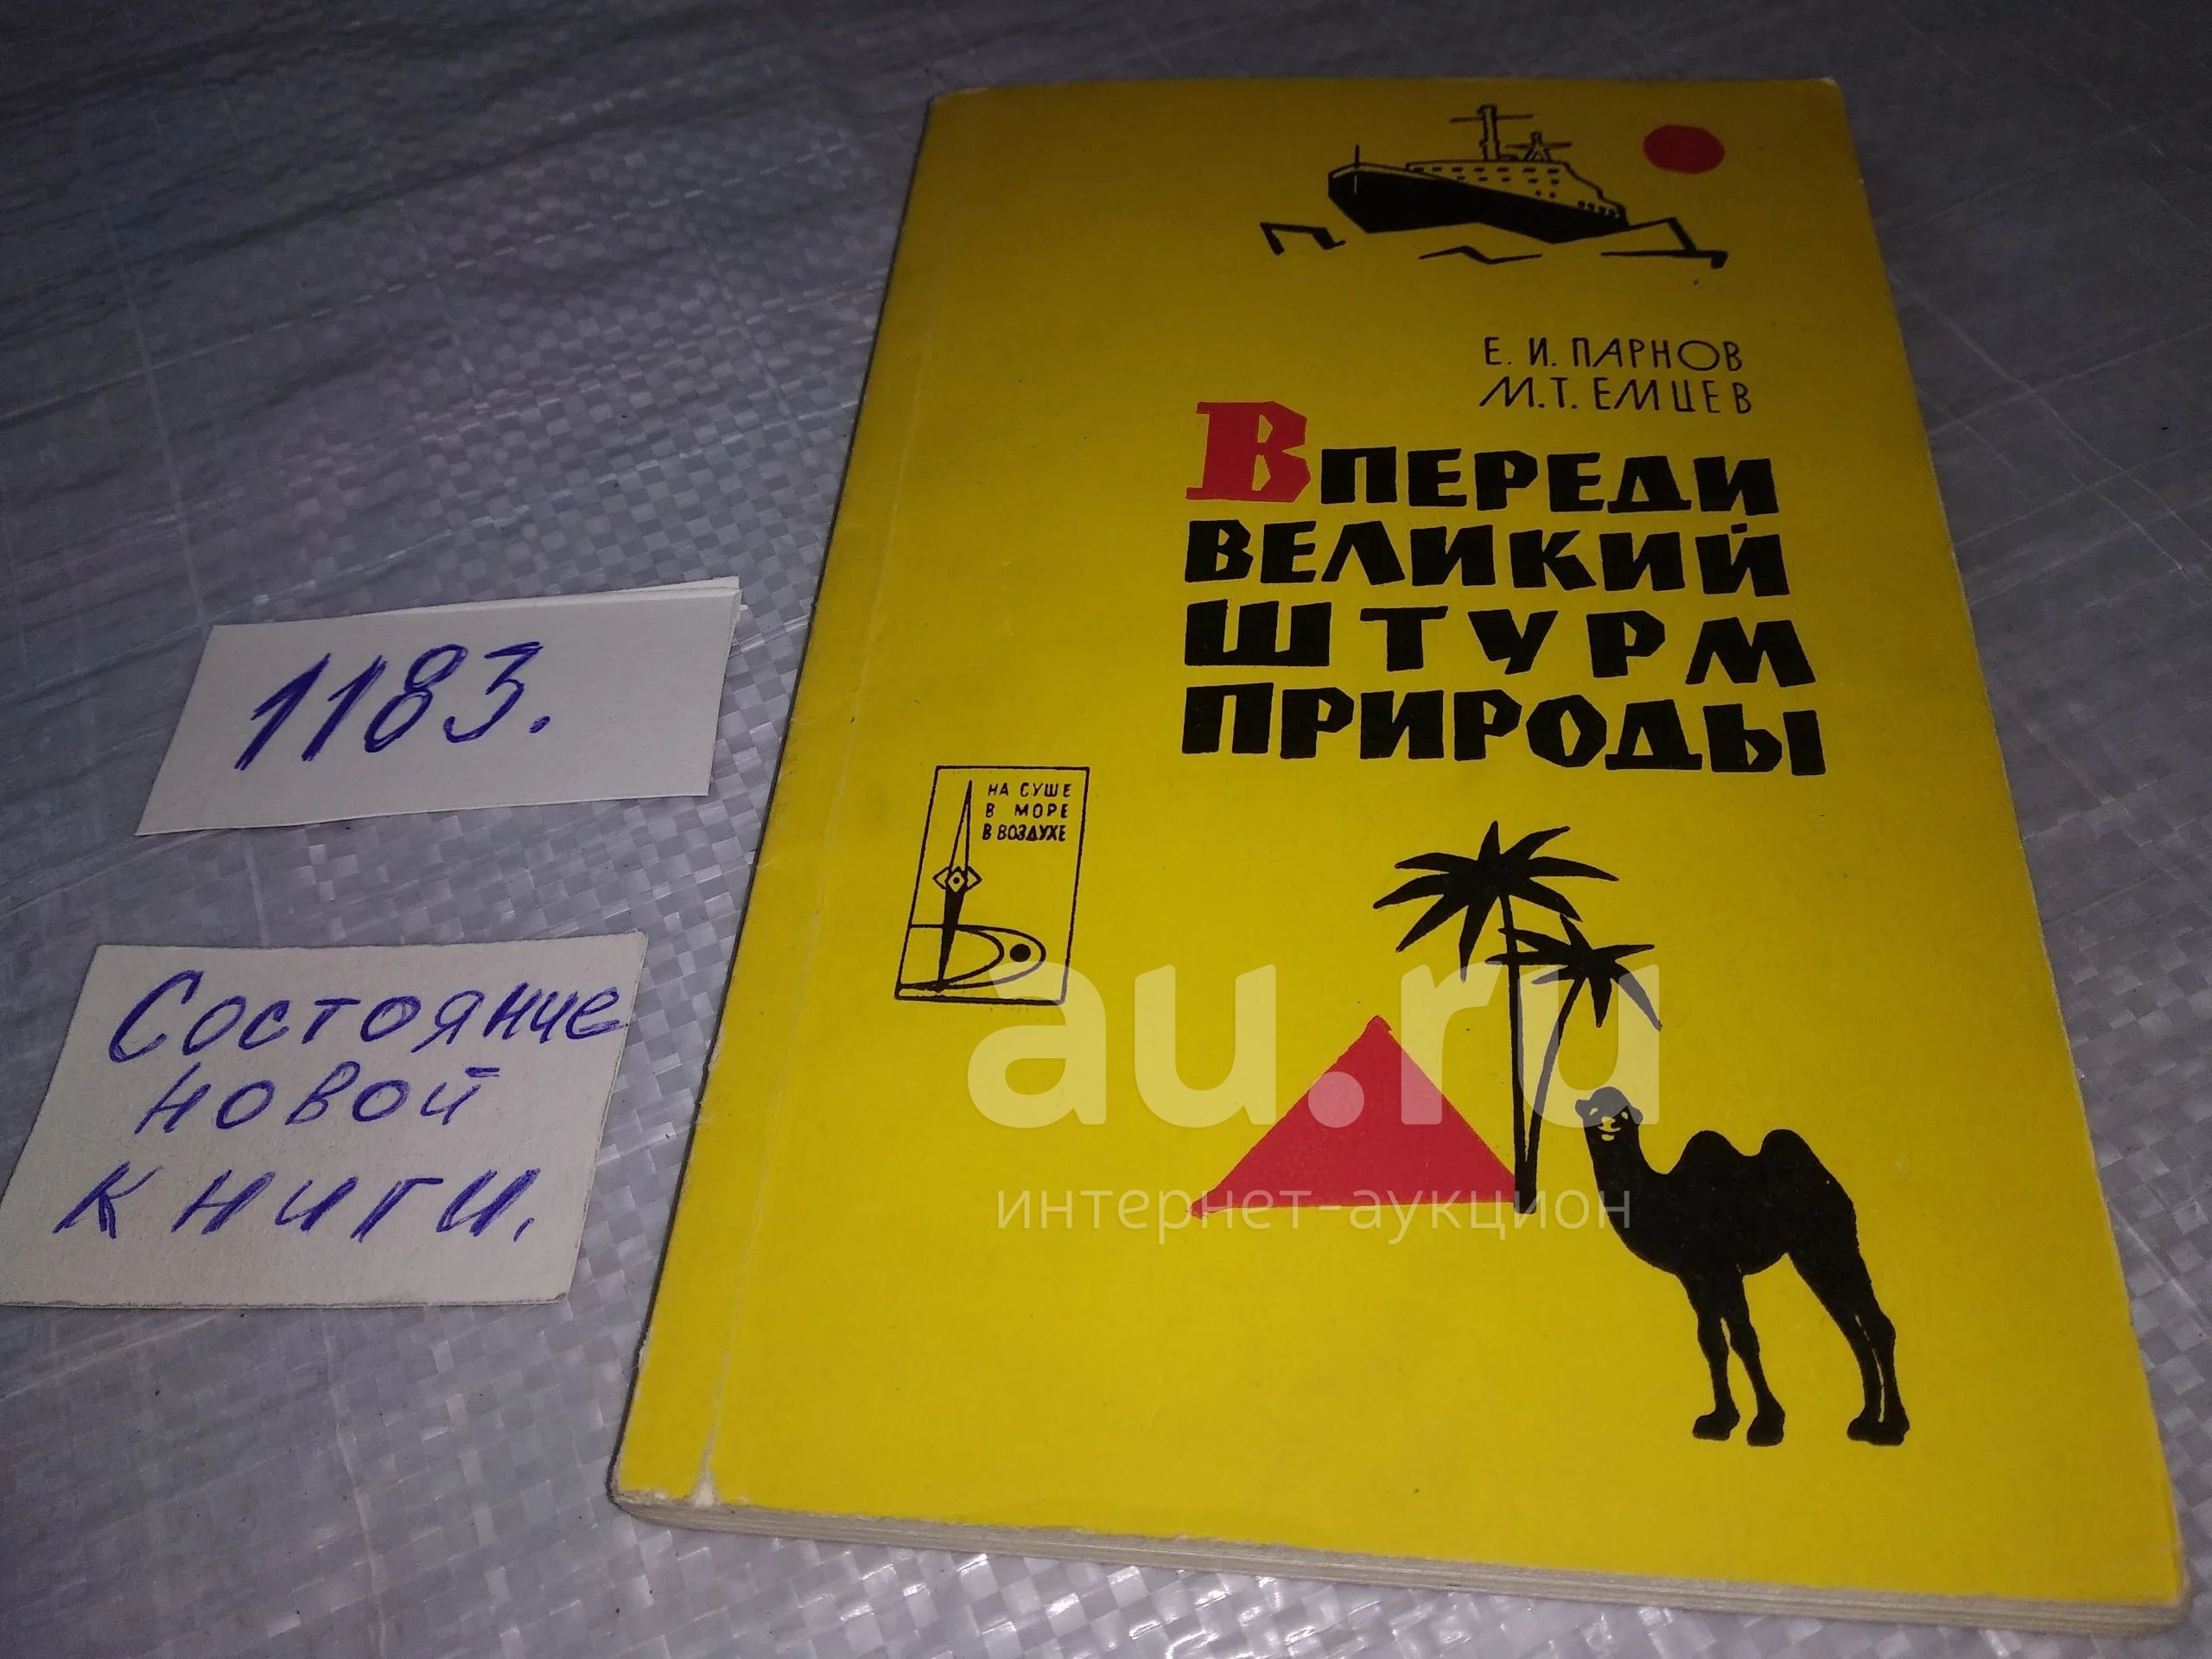 Е. И. ПАРНОВ
М. Т. ЕМЦЕВ
ВПЕРЕДИ
ВЕЛИКИЙ
ШТУРМ
ПРИРОДЫ
НА СУШЕ
В МОРЕ
В ВОЗДУХЕ
1183.
Состояние
новой
книги.
au.ru
интернет-аукцион